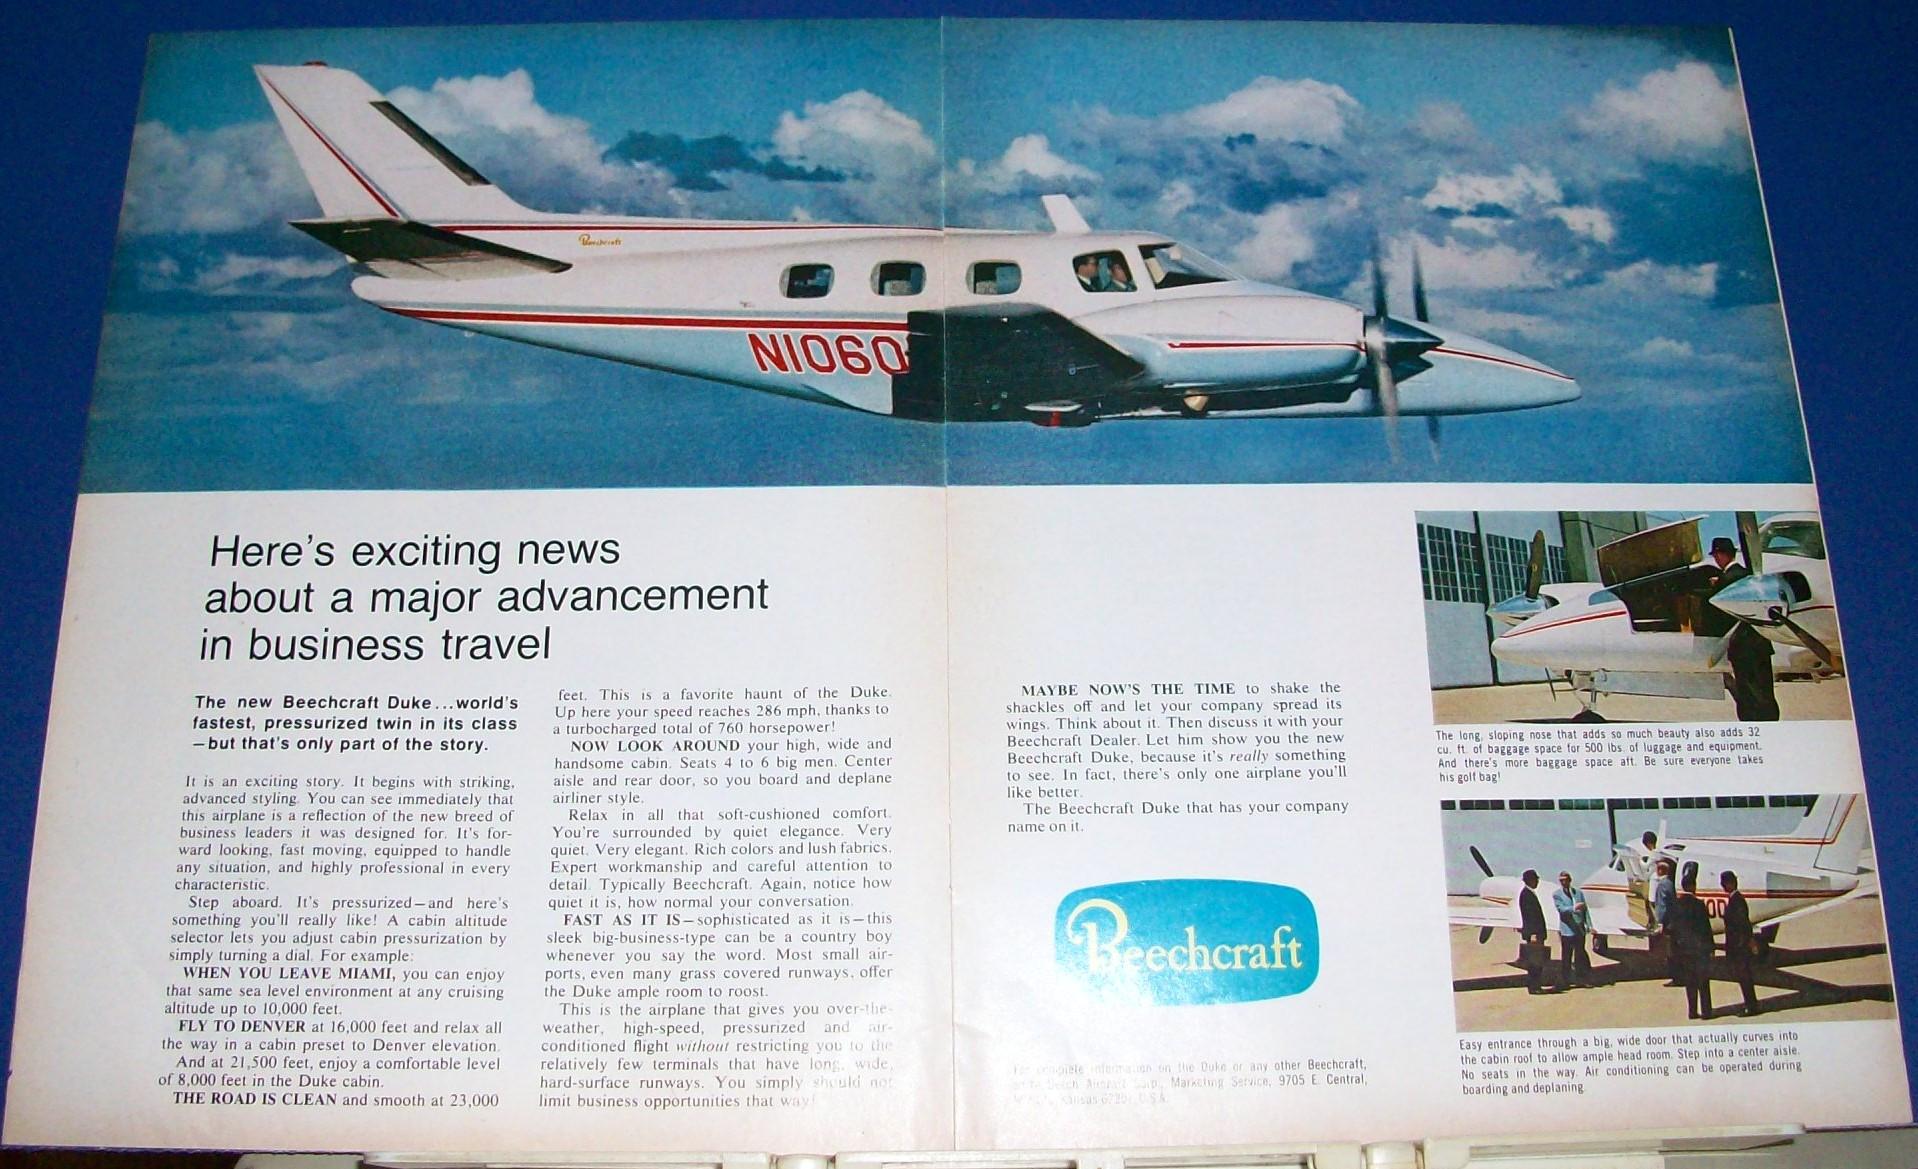 Beechcraft
N1060
Here's exciting news
about a major advancement
in business travel
The new Beechcraft Duke...world's
fastest, pressurized twin in its class
—but that's only part of the story.
It is an exciting story. It begins with striking,
advanced styling. You can see immediately that
this airplane is a reflection of the new breed of
business leaders it was designed for. It's for-
ward looking, fast moving, equipped to handle
any situation, and highly professional in every
characteristic.
Step aboard. It's pressurized—and here's
something you'll really like! A cabin altitude
selector lets you adjust cabin pressurization by
simply turning a dial. For example:
WHEN YOU LEAVE MIAMI, you can enjoy
that same sea level environment at any cruising
altitude up to 10,000 feet.
FLY TO DENVER at 16,000 feet and relax all
the way in a cabin preset to Denver elevation.
And at 21,500 feet, enjoy a comfortable level
of 8,000 feet in the Duke cabin.
THE ROAD IS CLEAN and smooth at 23,000
feet. This is a favorite haunt of the Duke.
Up here your speed reaches 286 mph, thanks to
a turbocharged total of 760 horsepower!
NOW LOOK AROUND your high, wide and
handsome cabin. Seats 4 to 6 big men. Center
aisle and rear door, so you board and deplane
airliner style.
Relax in all that soft-cushioned comfort.
You're surrounded by quiet elegance. Very
quiet. Very elegant. Rich colors and lush fabrics.
Expert workmanship and careful attention to
detail. Typically Beechcraft. Again, notice how
quiet it is, how normal your conversation.
FAST AS IT IS—sophisticated as it is—this
sleek big-business-type can be a country boy
whenever you say the word. Most small air-
ports, even many grass covered runways, offer
the Duke ample room to roost.
This is the airplane that gives you over-the-
weather, high-speed, pressurized and air-
conditioned flight without restricting you to the
relatively few terminals that have long, wide,
hard-surface runways. You simply should not
limit business opportunities that way!
MAYBE NOW'S THE TIME to shake the
shackles off and let your company spread its
wings. Think about it. Then discuss it with your
Beechcraft Dealer. Let him show you the new
Beechcraft Duke, because it's really something
to see. In fact, there's only one airplane you'll
like better.
The Beechcraft Duke that has your company
name on it.
Beechcraft
For complete information on the Duke or any other Beechcraft,
Beech Aircraft Corp., Marketing Service, 9705 E. Central,
Kansas U.S.A.
The long, sloping nose that adds so much beauty also adds 32
cu. ft. of baggage space for 500 lbs. of luggage and equipment.
And there's more baggage space aft. Be sure everyone takes
his golf bag!
Easy entrance through a big, wide door that actually curves into
the cabin roof to allow ample head room. Step into a center aisle.
No seats in the way. Air conditioning can be operated during
boarding and deplaning.